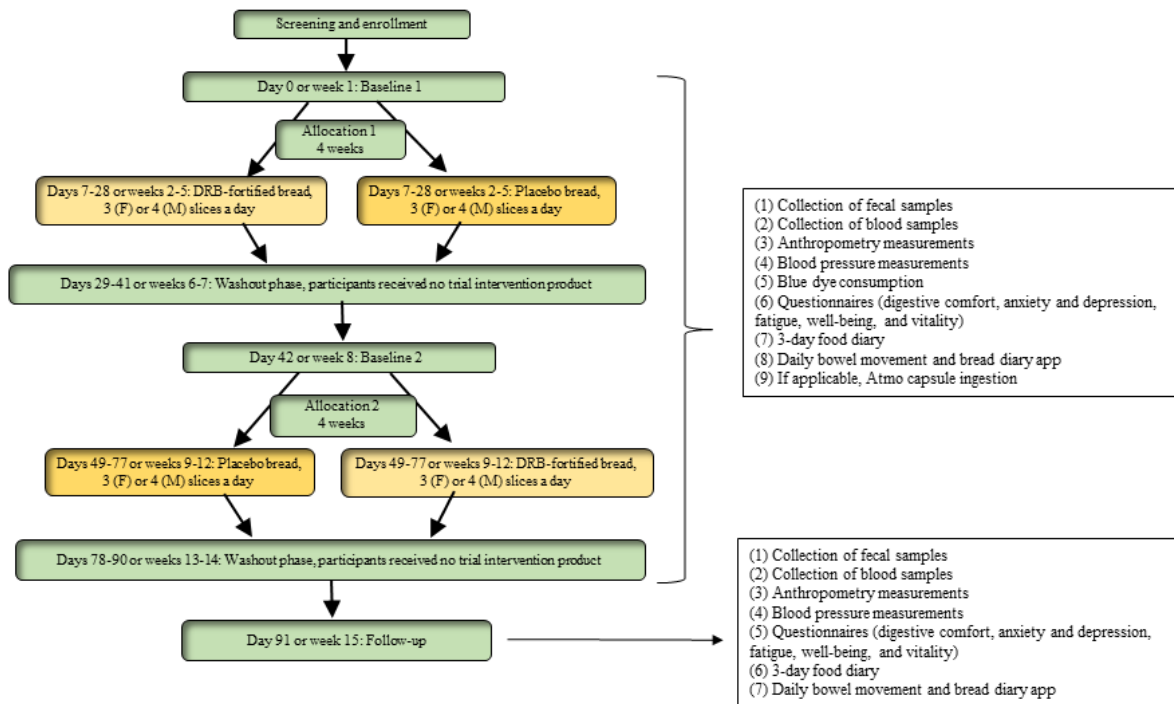 Screening and enrollment
Day 0 or week 1: Baseline 1
Allocation 1
4 weeks
Days 7-28 or weeks 2-5: DRB-fortified bread,
3 (F) or 4 (M) slices a day
Days 7-28 or weeks 2-5: Placebo bread,
3 (F) or 4 (M) slices a day
Days 29-41 or weeks 6-7: Washout phase, participants received no trial intervention product
Day 42 or week 8: Baseline 2
Allocation 2
4 weeks
Days 49-77 or weeks 9-12: Placebo bread,
3 (F) or 4 (M) slices a day
Days 49-77 or weeks 9-12: DRB-fortified bread,
3 (F) or 4 (M) slices a day
Days 78-90 or weeks 13-14: Washout phase, participants received no trial intervention product
Day 91 or week 15: Follow-up
(1) Collection of fecal samples
(2) Collection of blood samples
(3) Anthropometry measurements
(4) Blood pressure measurements
(5) Blue dye consumption
(6) Questionnaires (digestive comfort, anxiety and depression,
fatigue, well-being, and vitality)
(7) 3-day food diary
(8) Daily bowel movement and bread diary app
(9) If applicable, Atmo capsule ingestion
(1) Collection of fecal samples
(2) Collection of blood samples
(3) Anthropometry measurements
(4) Blood pressure measurements
(5) Questionnaires (digestive comfort, anxiety and depression,
fatigue, well-being, and vitality)
(6) 3-day food diary
(7) Daily bowel movement and bread diary app